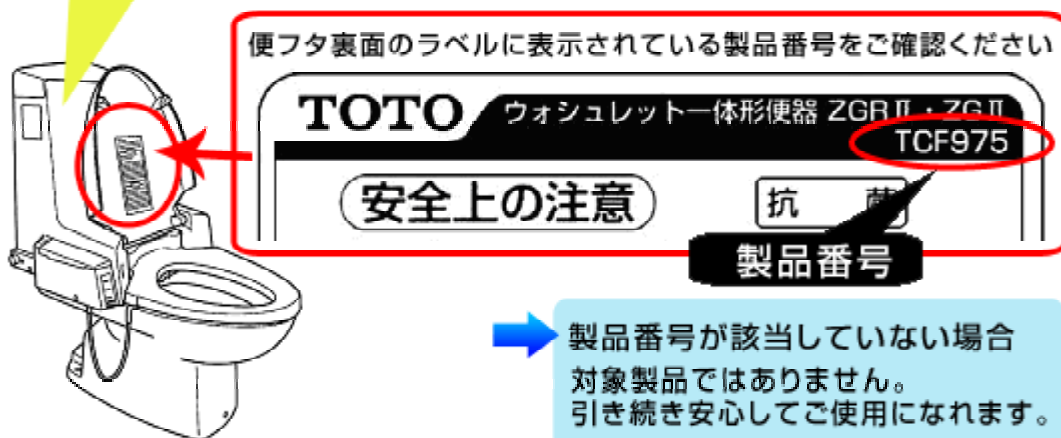 便フタ裏面のラベルに表示されている製品番号をご確認ください
TOTO ウォシュレット一体形便器 ZGRⅡ・ZGⅡ
TCF975
安全上の注意 抗
製品番号
製品番号が該当していない場合
対象製品ではありません。
引き続き安心してご使用になれます。